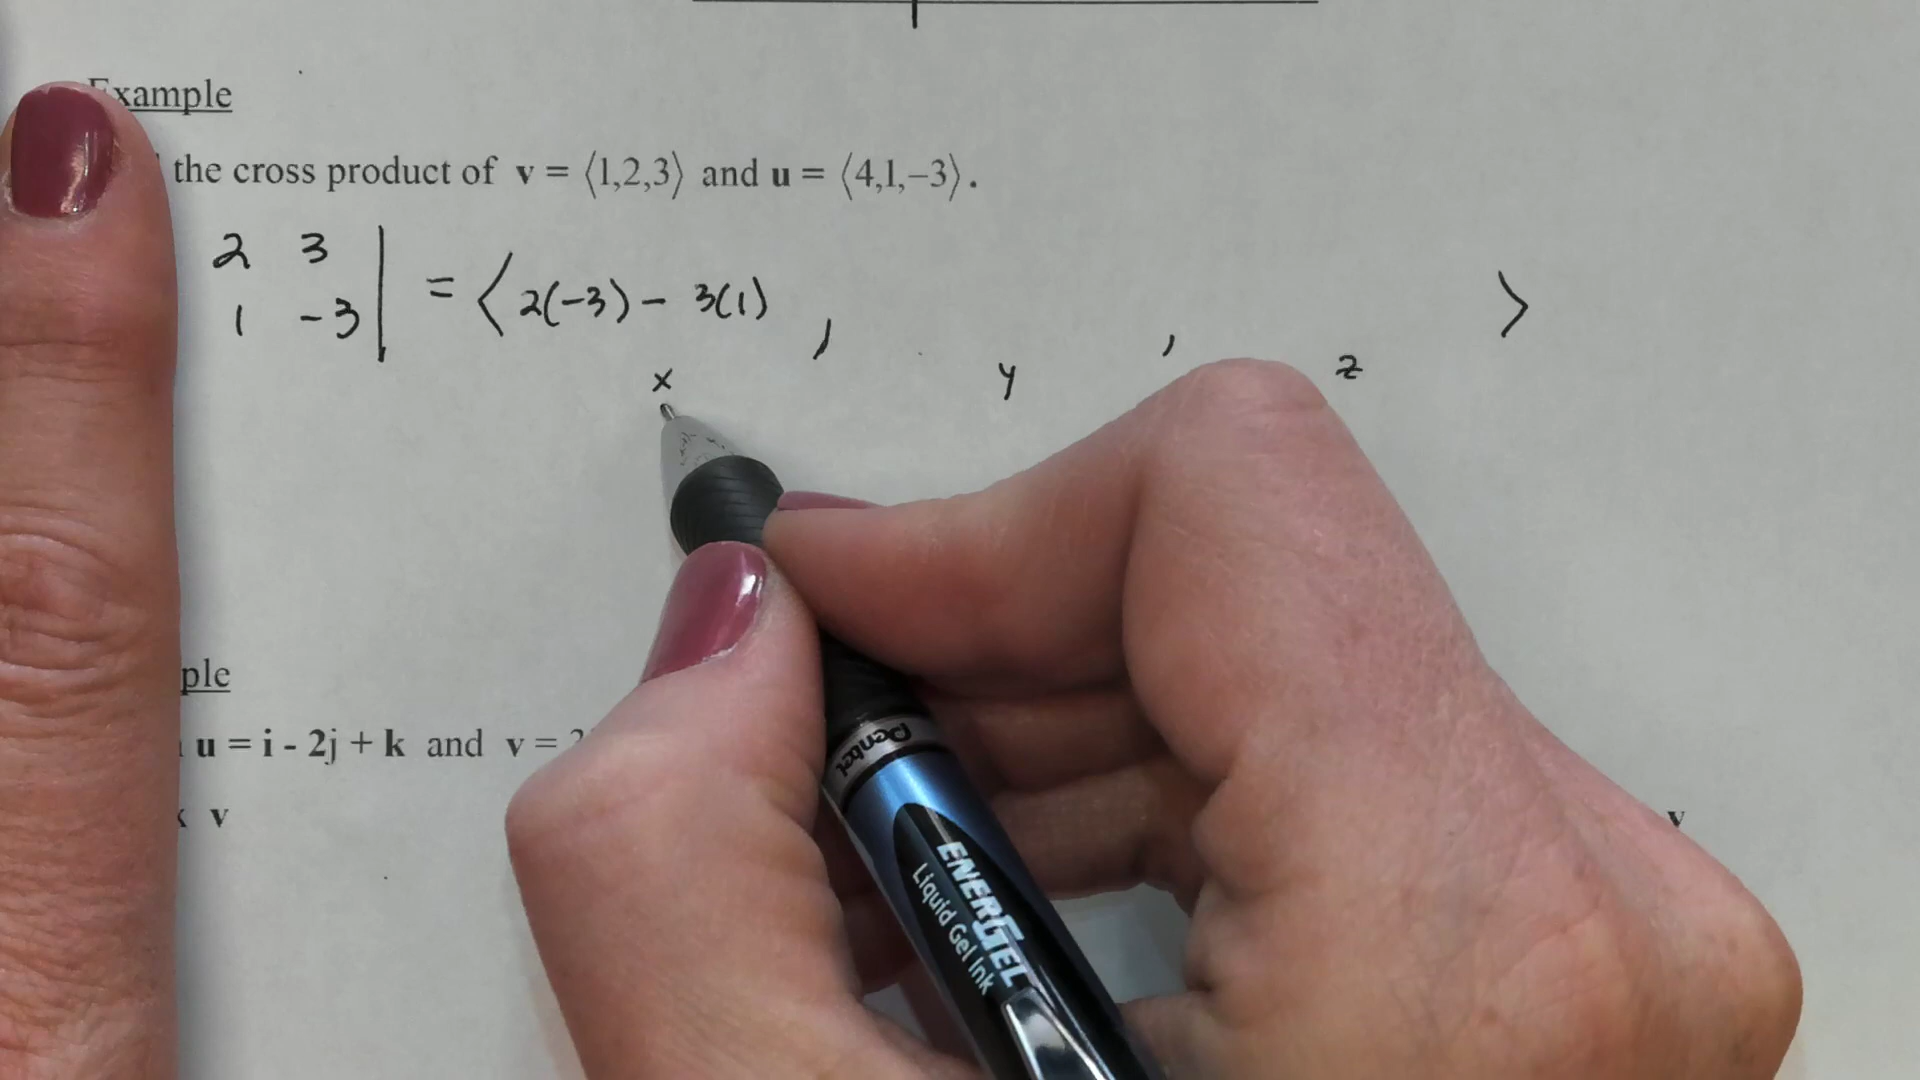 Example
the cross product of v = ⟨1,2,3⟩ and u = ⟨4,1,−3⟩.
2 3
1 -3 | = ⟨ 2(-3) - 3(1) , , ⟩
x y z
ple
u = i - 2j + k and v =
v v
Pentel
ENERGEL
Liquid Gel Ink